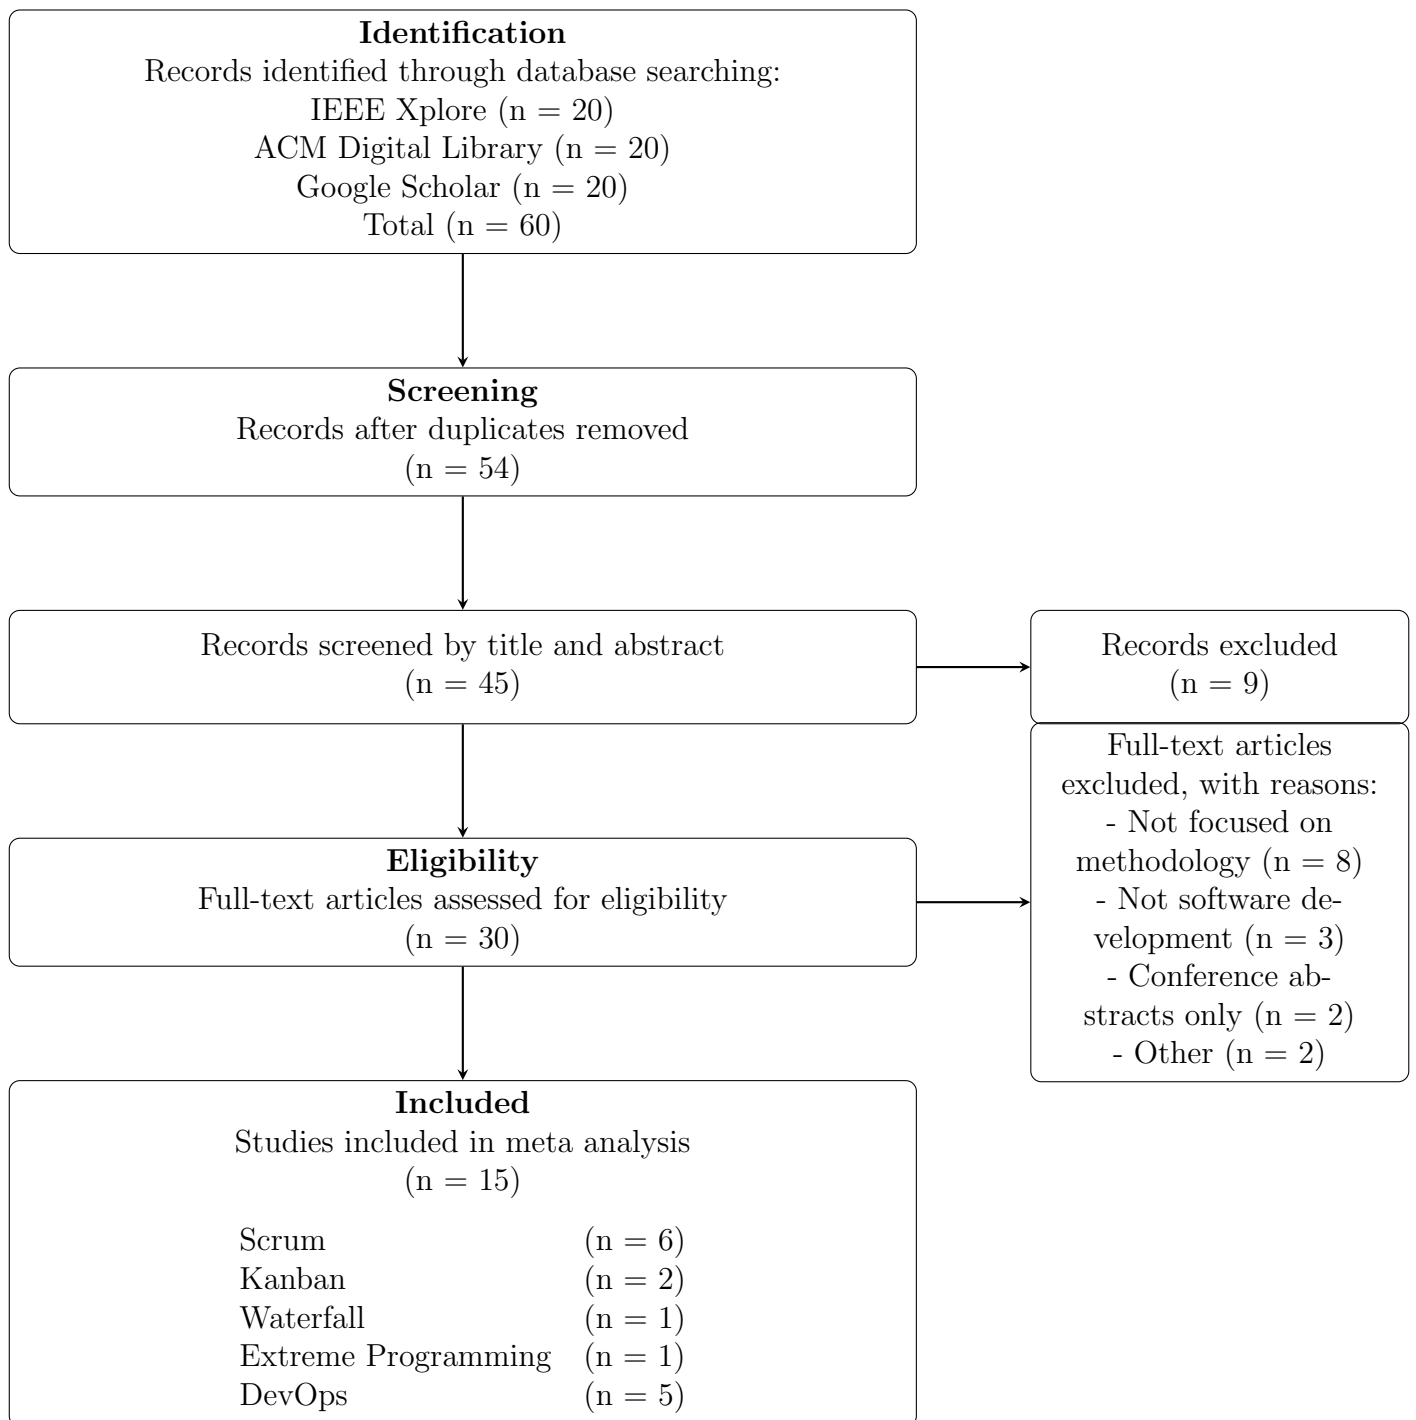 Identification
Records identified through database searching:
IEEE Xplore (n = 20)
ACM Digital Library (n = 20)
Google Scholar (n = 20)
Total (n = 60)
Screening
Records after duplicates removed
(n = 54)
Records screened by title and abstract
(n = 45)
Records excluded
(n = 9)
Full-text articles
excluded, with reasons:
- Not focused on
methodology (n = 8)
- Not software de-
velopment (n = 3)
- Conference ab-
stracts only (n = 2)
- Other (n = 2)
Eligibility
Full-text articles assessed for eligibility
(n = 30)
Included
Studies included in meta analysis
(n = 15)
Scrum (n = 6)
Kanban (n = 2)
Waterfall (n = 1)
Extreme Programming (n = 1)
DevOps (n = 5)